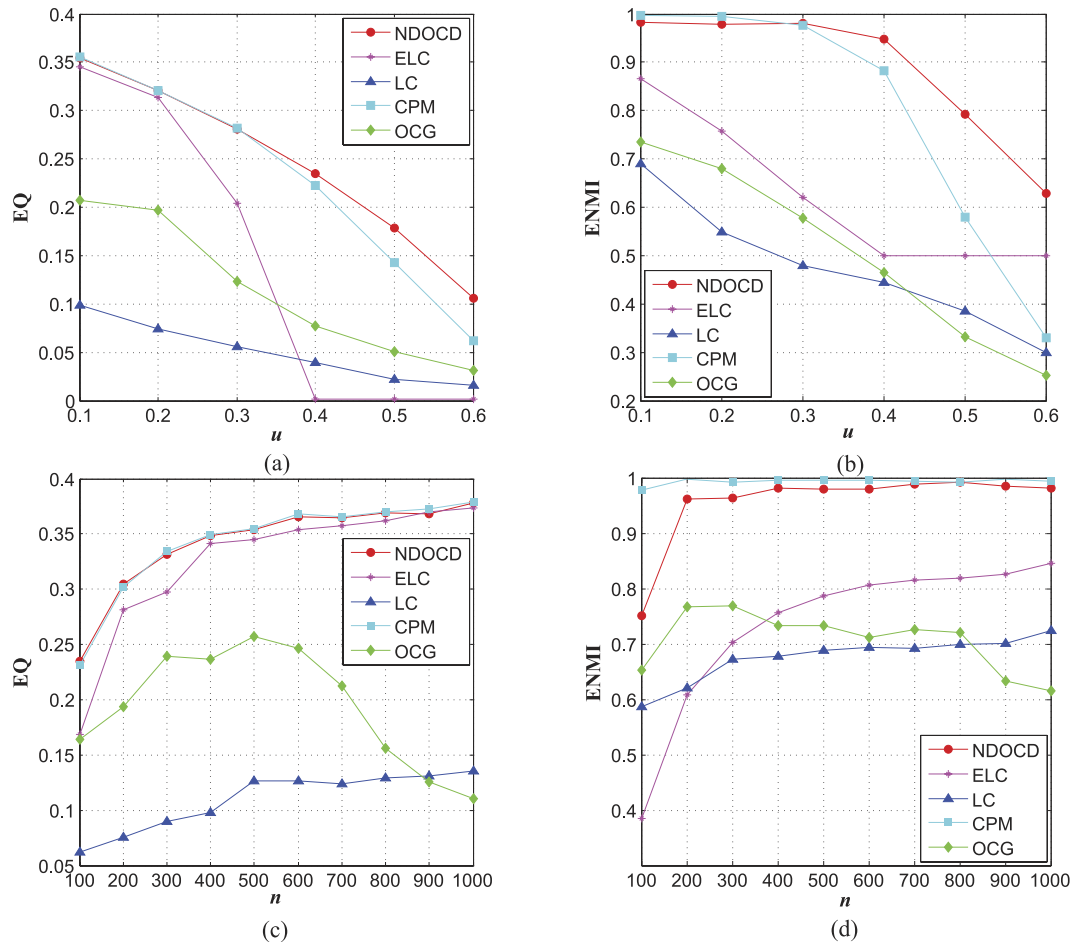 0.4
0.35
0.3
0.25
0.2
0.15
0.1
0.05
0
EQ
NDOCD
ELC
LC
CPM
OCG
0.1 0.2 0.3 0.4 0.5 0.6
u
(a)
1
0.9
0.8
0.7
0.6
0.5
0.4
0.3
0.2
ENMI
NDOCD
ELC
LC
CPM
OCG
0.1 0.2 0.3 0.4 0.5 0.6
u
(b)
0.4
0.35
0.3
0.25
0.2
0.15
0.1
0.05
EQ
NDOCD
ELC
LC
CPM
OCG
100 200 300 400 500 600 700 800 900 1000
n
(c)
1
0.9
0.8
0.7
0.6
0.5
0.4
ENMI
NDOCD
ELC
LC
CPM
OCG
100 200 300 400 500 600 700 800 900 1000
n
(d)